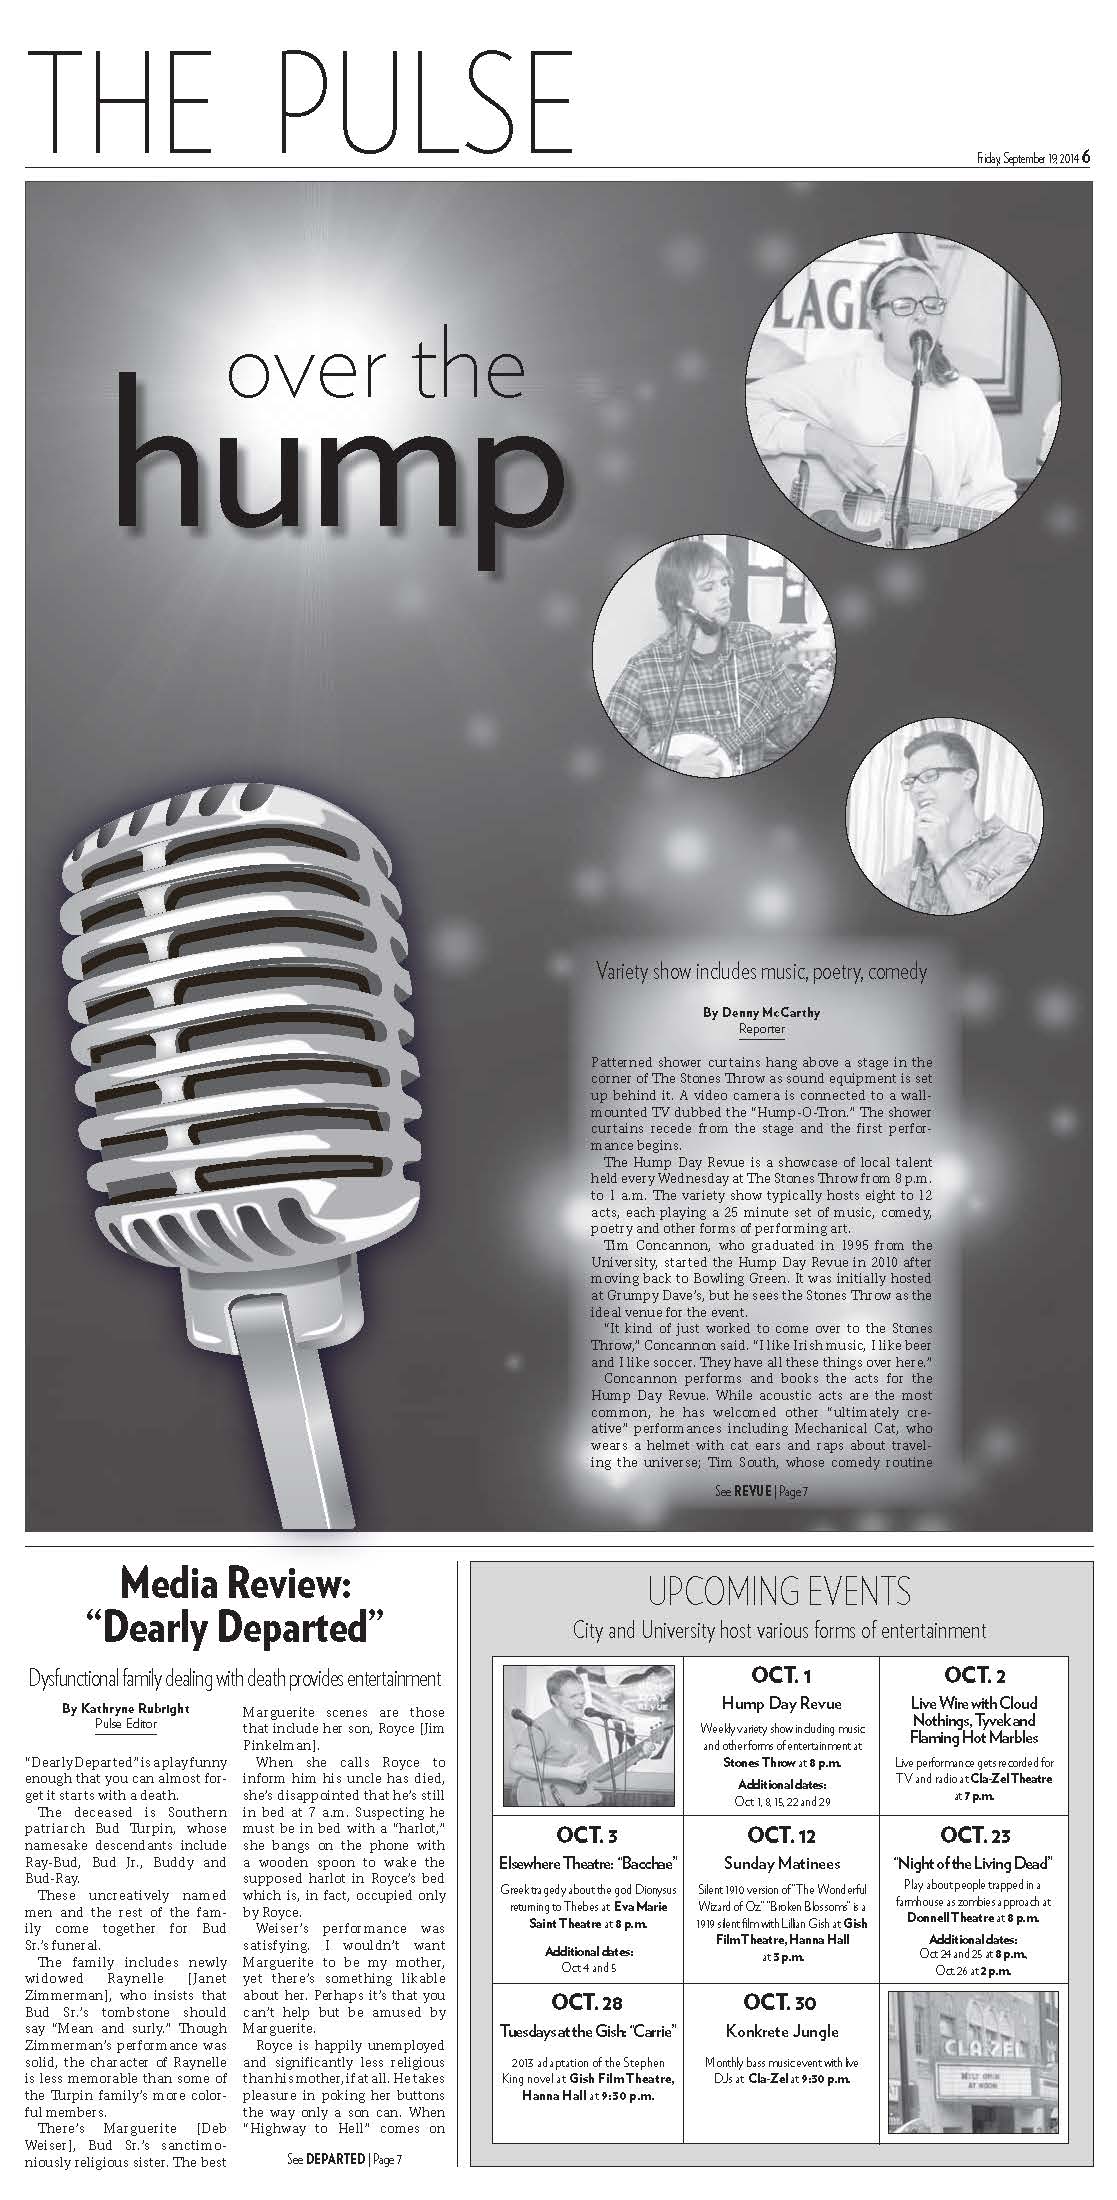 THE PULSE
Friday, September 19, 2014 6
over the
hump
LAGE
Variety show includes music, poetry, comedy
By Denny McCarthy
Reporter
Patterned shower curtains hang above a stage in the
corner of The Stones Throw as sound equipment is set
up behind it. A video camera is connected to a wall-
mounted TV dubbed the "Hump-O-Tron." The shower
curtains recede from the stage and the first perfor-
mance begins.
The Hump Day Revue is a showcase of local talent
held every Wednesday at The Stones Throw from 8 p.m.
to 1 a.m. The variety show typically hosts eight to 12
acts, each playing a 25 minute set of music, comedy,
poetry and other forms of performing art.
Tim Concannon, who graduated in 1995 from the
University, started the Hump Day Revue in 2010 after
moving back to Bowling Green. It was initially hosted
at Grumpy Dave's, but he sees the Stones Throw as the
ideal venue for the event.
"It kind of just worked to come over to the Stones
Throw," Concannon said. "I like Irish music, I like beer
and I like soccer. They have all these things over here."
Concannon performs and books the acts for the
Hump Day Revue. While acoustic acts are the most
common, he has welcomed other "ultimately cre-
ative" performances including Mechanical Cat, who
wears a helmet with cat ears and raps about travel-
ing the universe; Tim South, whose comedy routine
See REVUE | Page 7
Media Review:
“Dearly Departed”
Dysfunctional family dealing with death provides entertainment
By Kathryne Rubright
Pulse Editor
"Dearly Departed" is a play funny
enough that you can almost for-
get it starts with a death.
The deceased is Southern
patriarch Bud Turpin, whose
namesake descendants include
Ray-Bud, Bud Jr., Buddy and
Bud-Ray.
These uncreatively named
men and the rest of the fam-
ily come together for Bud
Sr.'s funeral.
The family includes newly
widowed Raynelle [Janet
Zimmerman], who insists that
Bud Sr.'s tombstone should
say "Mean and surly." Though
Zimmerman's performance was
solid, the character of Raynelle
is less memorable than some of
the Turpin family's more color-
ful members.
There's Marguerite [Deb
Weiser], Bud Sr.'s sanctimo-
niously religious sister. The best
Marguerite scenes are those
that include her son, Royce [Jim
Pinkelman].
When she calls Royce to
inform him his uncle has died,
she's disappointed that he's still
in bed at 7 a.m. Suspecting he
must be in bed with a "harlot,"
she bangs on the phone with
a wooden spoon to wake the
supposed harlot in Royce's bed
which is, in fact, occupied only
by Royce.
Weiser's performance was
satisfying. I wouldn't want
Marguerite to be my mother,
yet there's something likable
about her. Perhaps it's that you
can't help but be amused by
Marguerite.
Royce is happily unemployed
and significantly less religious
than his mother, if at all. He takes
pleasure in poking her buttons
the way only a son can. When
"Highway to Hell" comes on
See DEPARTED | Page 7
UPCOMING EVENTS
City and University host various forms of entertainment
OCT. 1
Hump Day Revue
Weekly variety show including music
and other forms of entertainment at
Stones Throw at 8 p.m.
Additional dates:
Oct 1, 8, 15, 22 and 29
OCT. 2
Live Wire with Cloud
Nothings, Tyvek and
Flaming Hot Marbles
Live performance gets recorded for
TV and radio at Cla-Zel Theatre
at 7 p.m.
OCT. 3
Elsewhere Theatre: “Bacchae”
Greek tragedy about the god Dionysus
returning to Thebes at Eva Marie
Saint Theatre at 8 p.m.
Additional dates:
Oct 4 and 5
OCT. 12
Sunday Matinees
Silent 1910 version of "The Wonderful
Wizard of Oz" "Broken Blossoms" is a
1919 silent film with Lillian Gish at Gish
Film Theatre, Hanna Hall
at 3 p.m.
OCT. 23
“Night of the Living Dead”
Play about people trapped in a
farmhouse as zombies approach at
Donnell Theatre at 8 p.m.
Additional dates:
Oct 24 and 25 at 8 p.m.,
Oct 26 at 2 p.m.
OCT. 28
Tuesdays at the Gish: “Carrie”
2013 adaptation of the Stephen
King novel at Gish Film Theatre,
Hanna Hall at 9:30 p.m.
OCT. 30
Konkrete Jungle
Monthly bass music event with live
DJs at Cla-Zel at 9:30 p.m.
CLA-ZEL
AT NOON